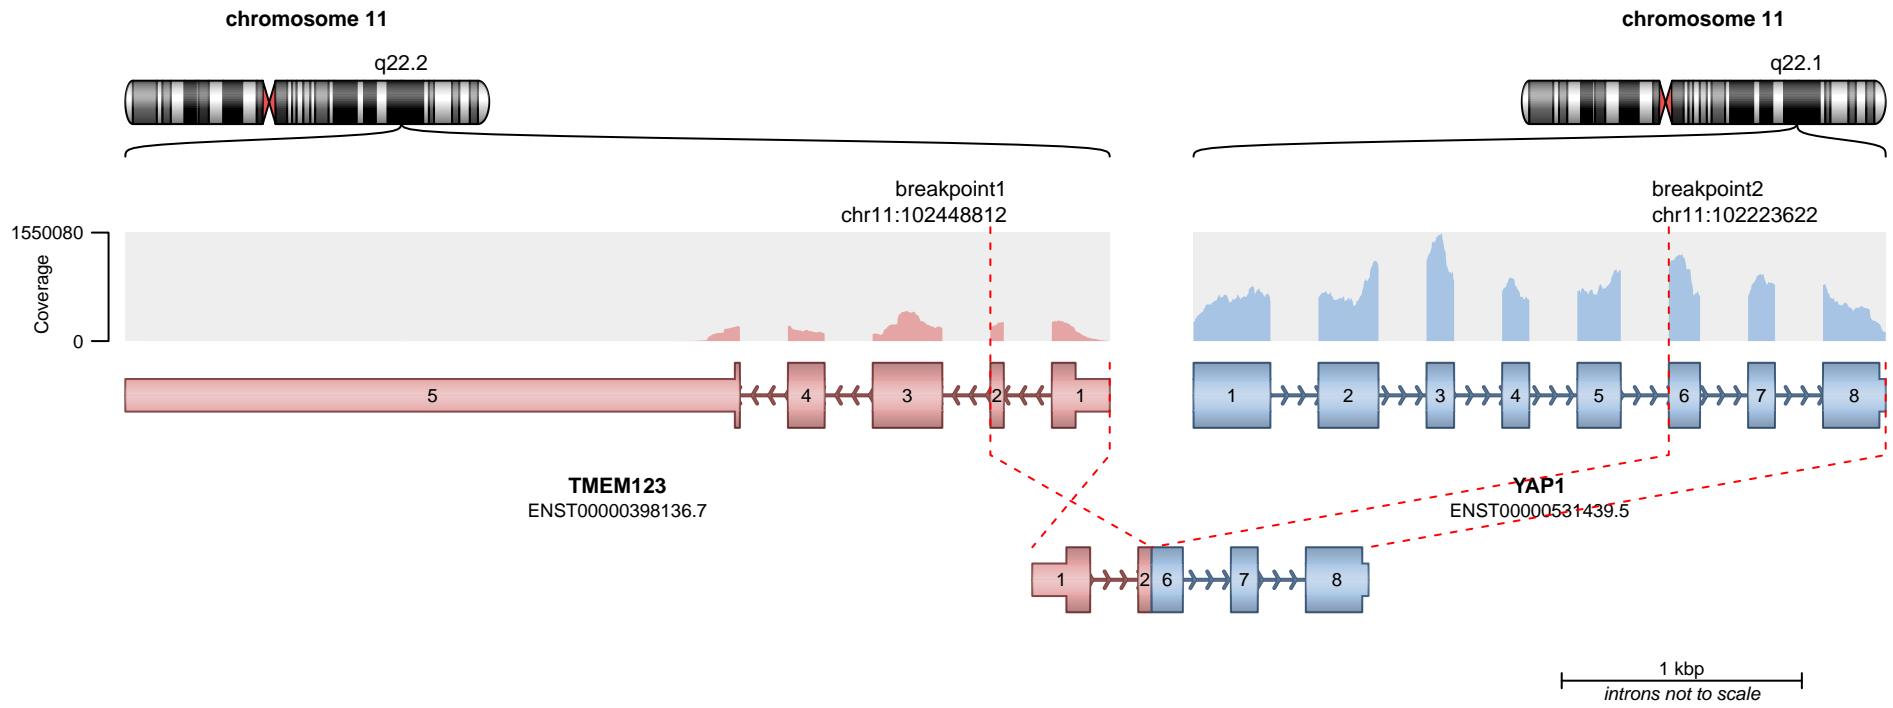 chromosome 11
chromosome 11
q22.2
q22.1
breakpoint1
chr11:102448812
breakpoint2
chr11:102223622
1550080
Coverage
0
5
4
3
2
1
1
2
3
4
5
6
7
8
TMEM123
ENST00000398136.7
YAP1
ENST00000531439.5
1
2
6
7
8
1 kbp
introns not to scale